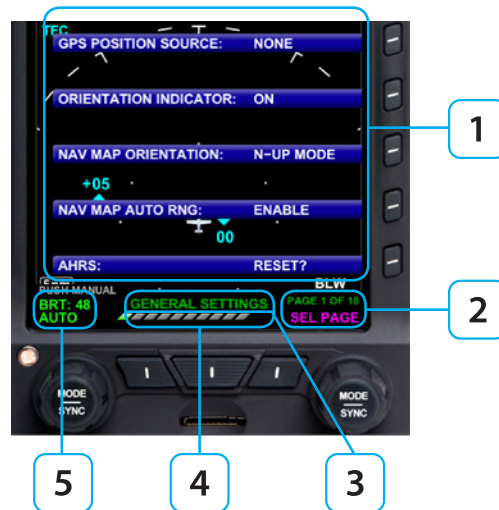 TEC
GPS POSITION SOURCE: NONE
ORIENTATION INDICATOR: ON
1
NAV MAP ORIENTATION: N-UP MODE
+05
NAV MAP AUTO RNG: ENABLE
00
AHRS: RESET?
BLW
PUSH MANUAL
BRT: 48
AUTO
GENERAL SETTINGS
PAGE 1 OF 10
SEL PAGE
2
MODE
SYNC
MODE
SYNC
5
4
3